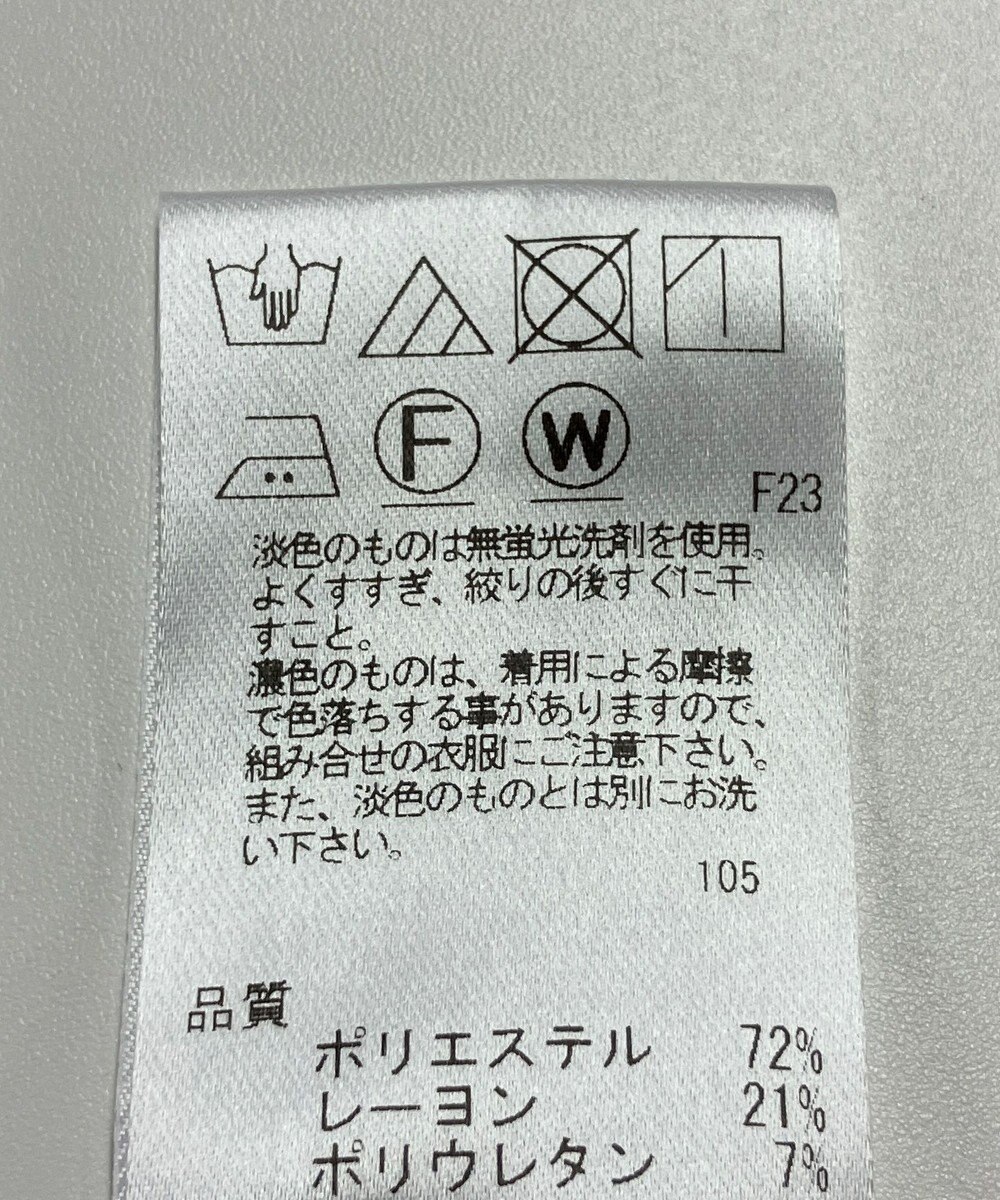 F
W
F23
淡色のものは無蛍光洗剤を使用。
よくすすぎ、絞りの後すぐに干
すこと。
濃色のものは、着用による摩擦
で色落ちする事がありますので、
組み合せの衣服にご注意下さい。
また、淡色のものとは別にお洗
い下さい。
105
品質
ポリエステル 72%
レーヨン 21%
ポリウレタン 7%